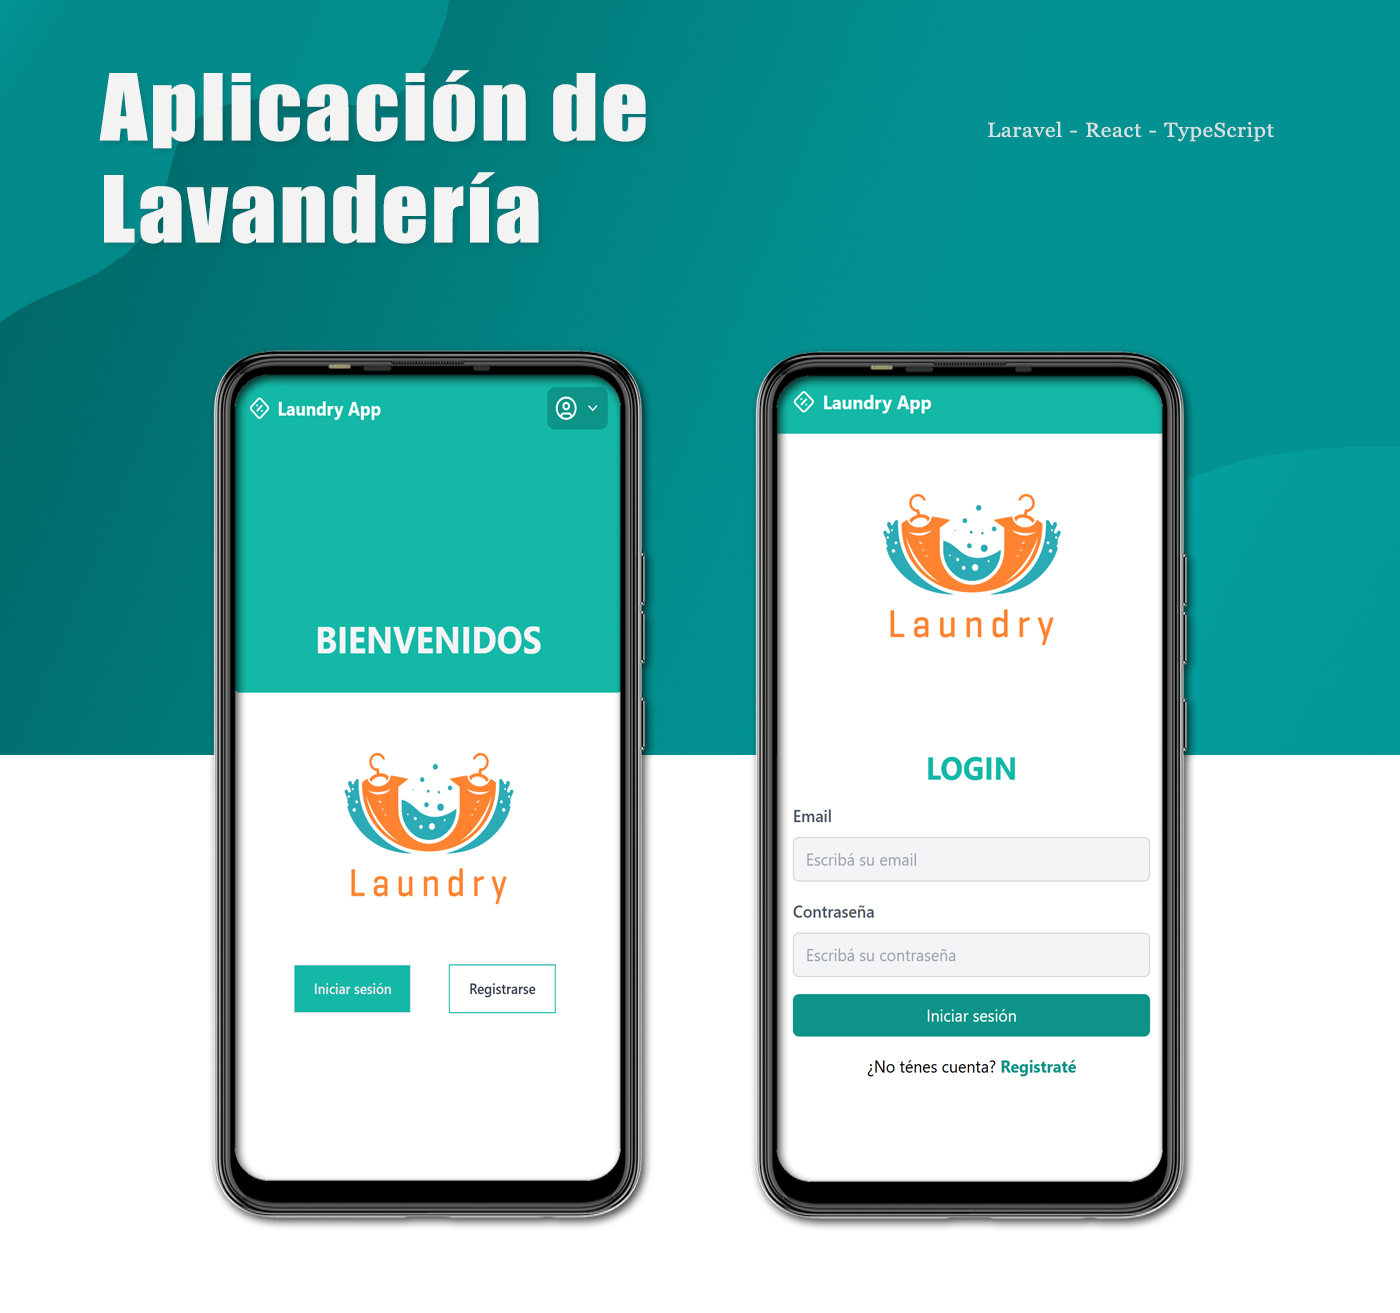 Aplicación de
Lavandería
Laravel - React - TypeScript
Laundry App
BIENVENIDOS
Laundry
Iniciar sesión
Registrarse
Laundry App
Laundry
LOGIN
Email
Escribá su email
Contraseña
Escribá su contraseña
Iniciar sesión
¿No ténes cuenta? Registraté